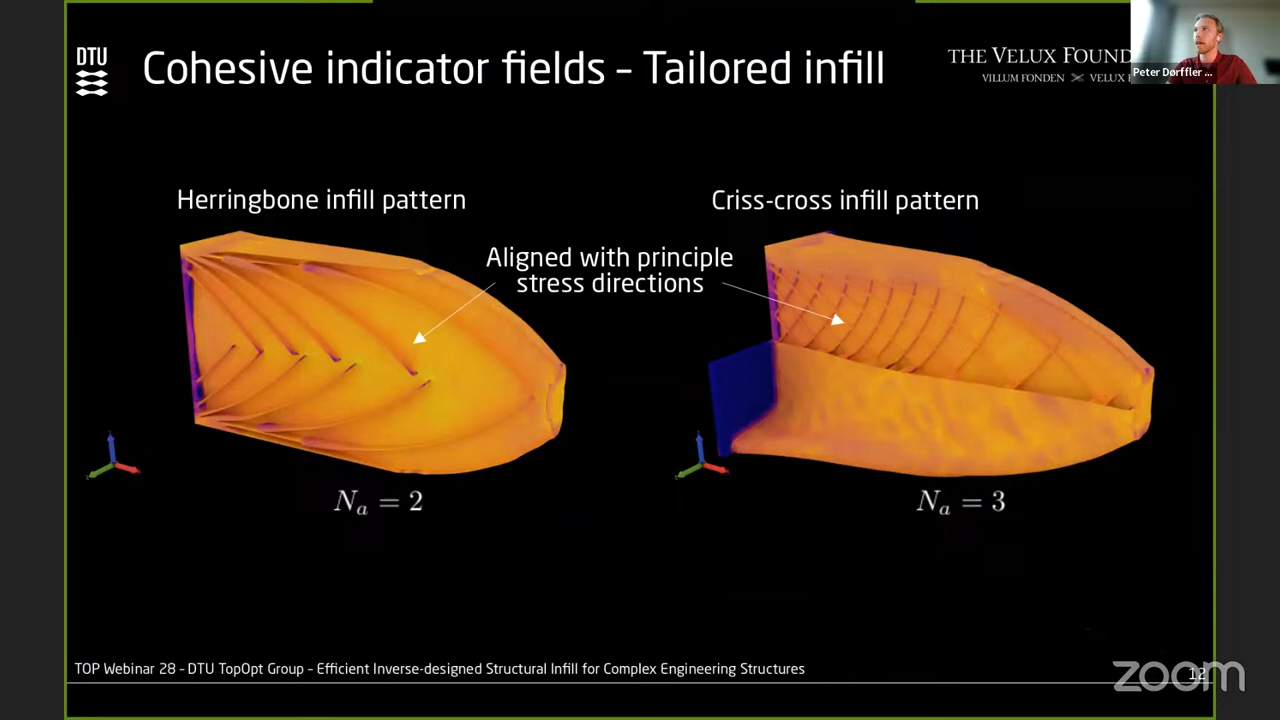 DTU
Cohesive indicator fields – Tailored infill
THE VELUX FOUND
VILLUM FONDEN VELUX
Peter Dørffler ...
Herringbone infill pattern
Criss-cross infill pattern
Aligned with principle
stress directions
N_a = 2
N_a = 3
TOP Webinar 28 – DTU TopOpt Group – Efficient Inverse-designed Structural Infill for Complex Engineering Structures
12
zoom